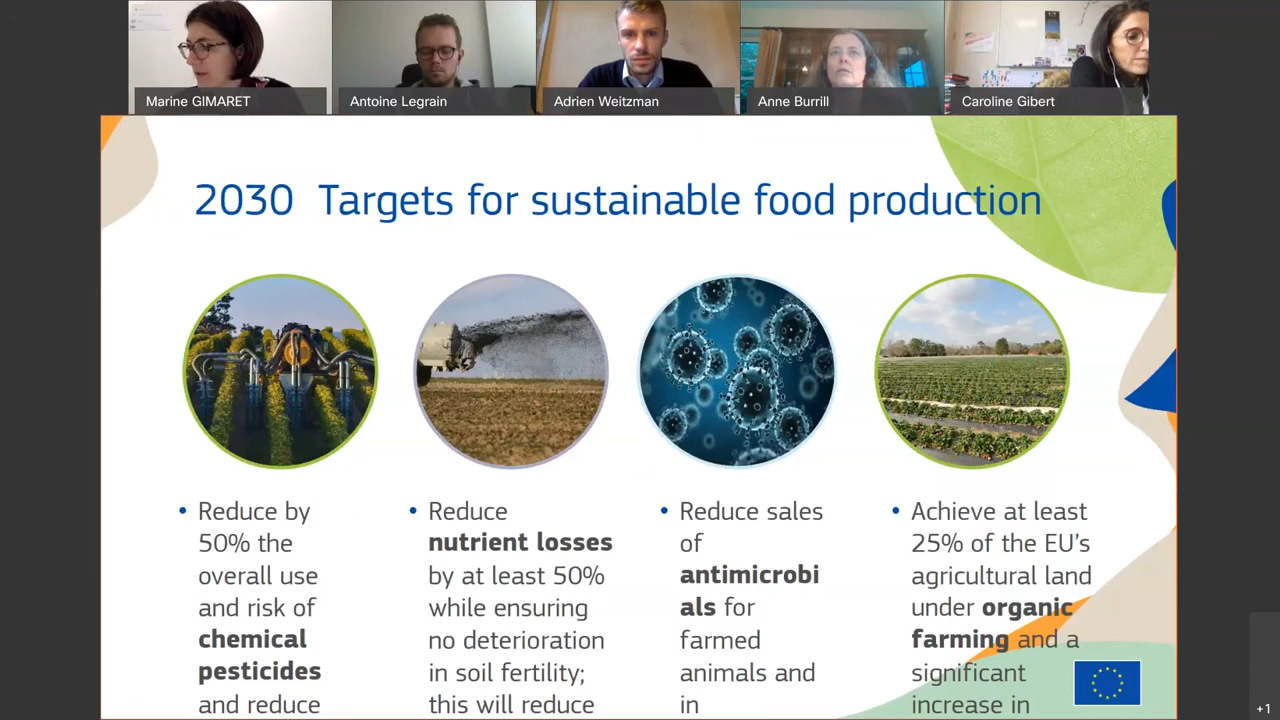 Marine GIMARET
Antoine Legrain
Adrien Weitzman
Anne Burrill
Caroline Gibert
2030 Targets for sustainable food production
• Reduce by
50% the
overall use
and risk of
chemical
pesticides
and reduce
• Reduce
nutrient losses
by at least 50%
while ensuring
no deterioration
in soil fertility;
this will reduce
• Reduce sales
of
antimicrobi
als for
farmed
animals and
in
• Achieve at least
25% of the EU's
agricultural land
under organic
farming and a
significant
increase in
+1